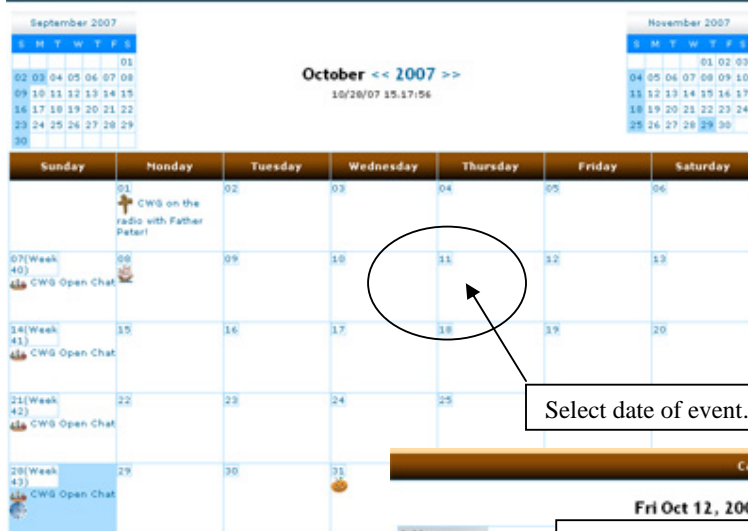 September 2007
S M T W T F S
01
02 03 04 05 06 07 08
09 10 11 12 13 14 15
16 17 18 19 20 21 22
23 24 25 26 27 28 29
30
October << 2007 >>
10/28/07 15.17:56
November 2007
S M T W T F S
01 02 03
04 05 06 07 08 09 10
11 12 13 14 15 16 17
18 19 20 21 22 23 24
25 26 27 28 29 30
Sunday Monday Tuesday Wednesday Thursday Friday Saturday
01 02 03 04 05 06
CWG on the
radio with Father
Peter!
07(Week 08 09 10 11 12 13
40)
CWG Open Chat
14(Week 15 16 17 18 19 20
41)
CWG Open Chat
21(Week 22 23 24 25
42)
CWG Open Chat
Select date of event.
28(Week 29 30 31
43)
CWG Open Chat
Fri Oct 12, 200